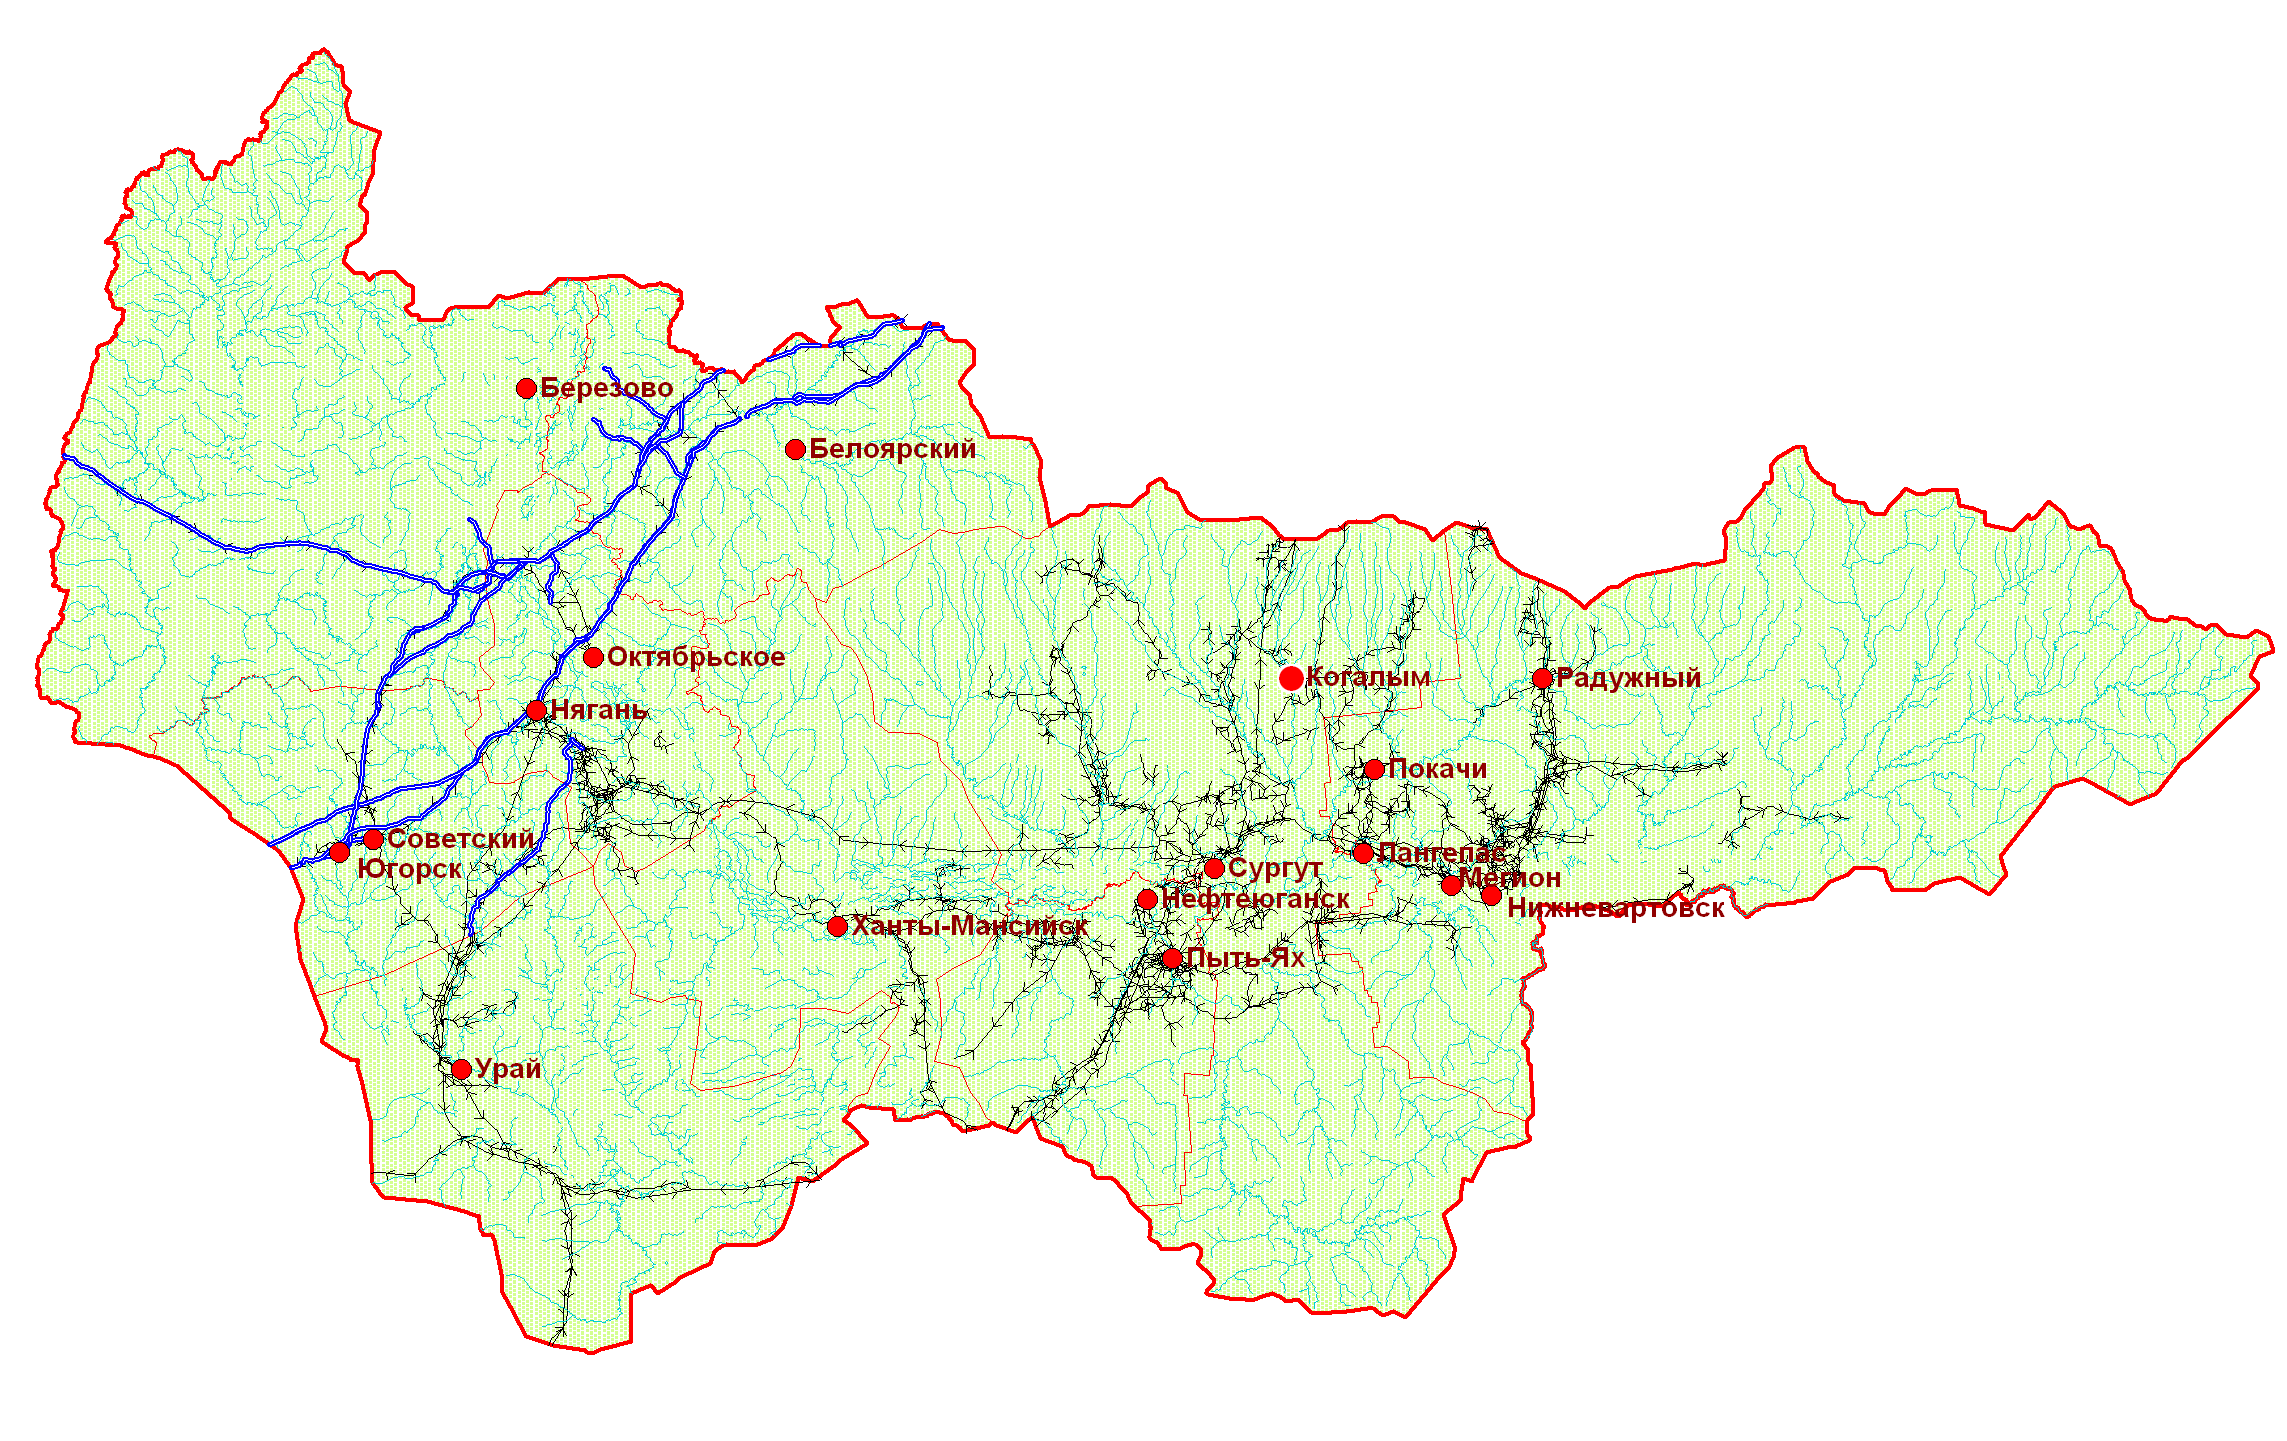 Березово
Белоярский
Октябрьское
Когалым
Радужный
Нягань
Покачи
Советский
Югорск
Лангепас
Сургут
Мегион
Нефтеюганск
Нижневартовск
Ханты-Мансийск
Пыть-Ях
Урай